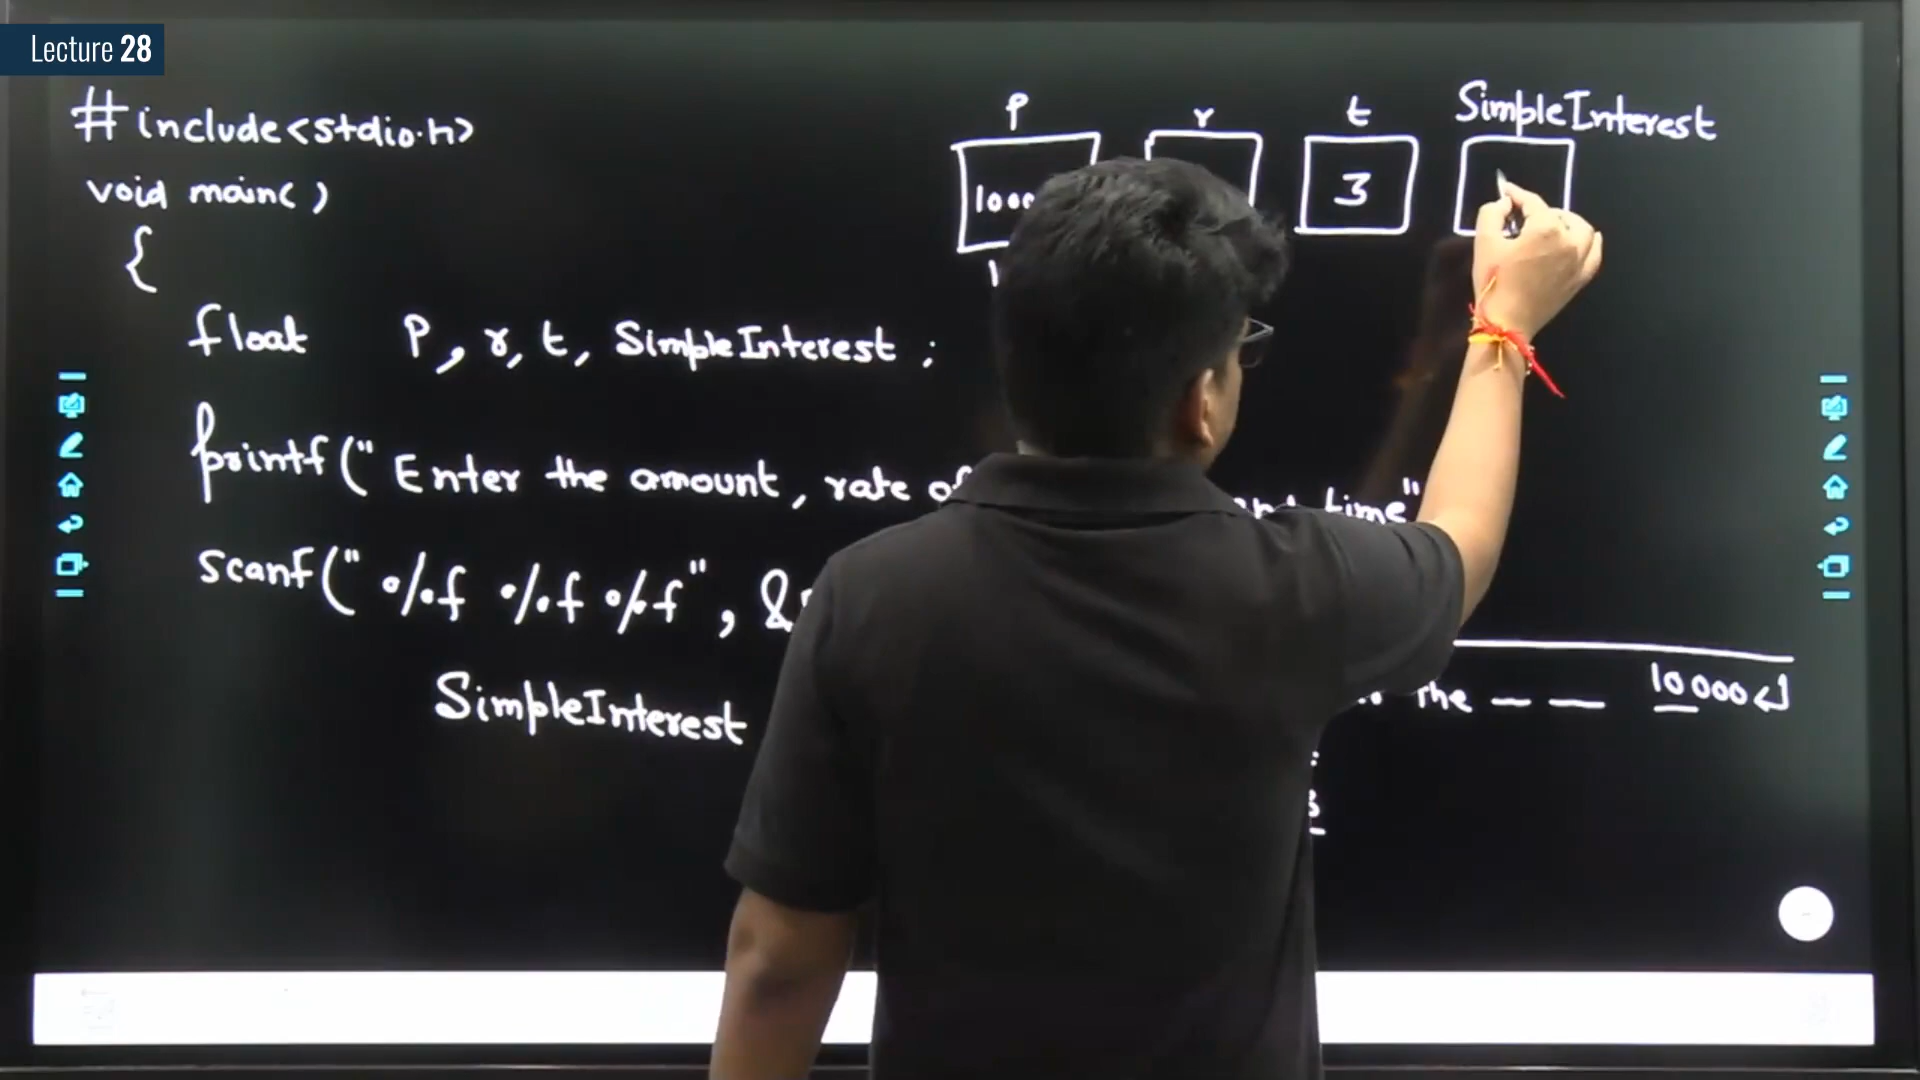 Lecture 28
#include<stdio.h>
void main( )
{
float P, r, t, SimpleInterest ;
printf(" Enter the amount, rate of time"
scanf(" %f %f %f", &
SimpleInterest
P r t SimpleInterest
3
the — — 10000